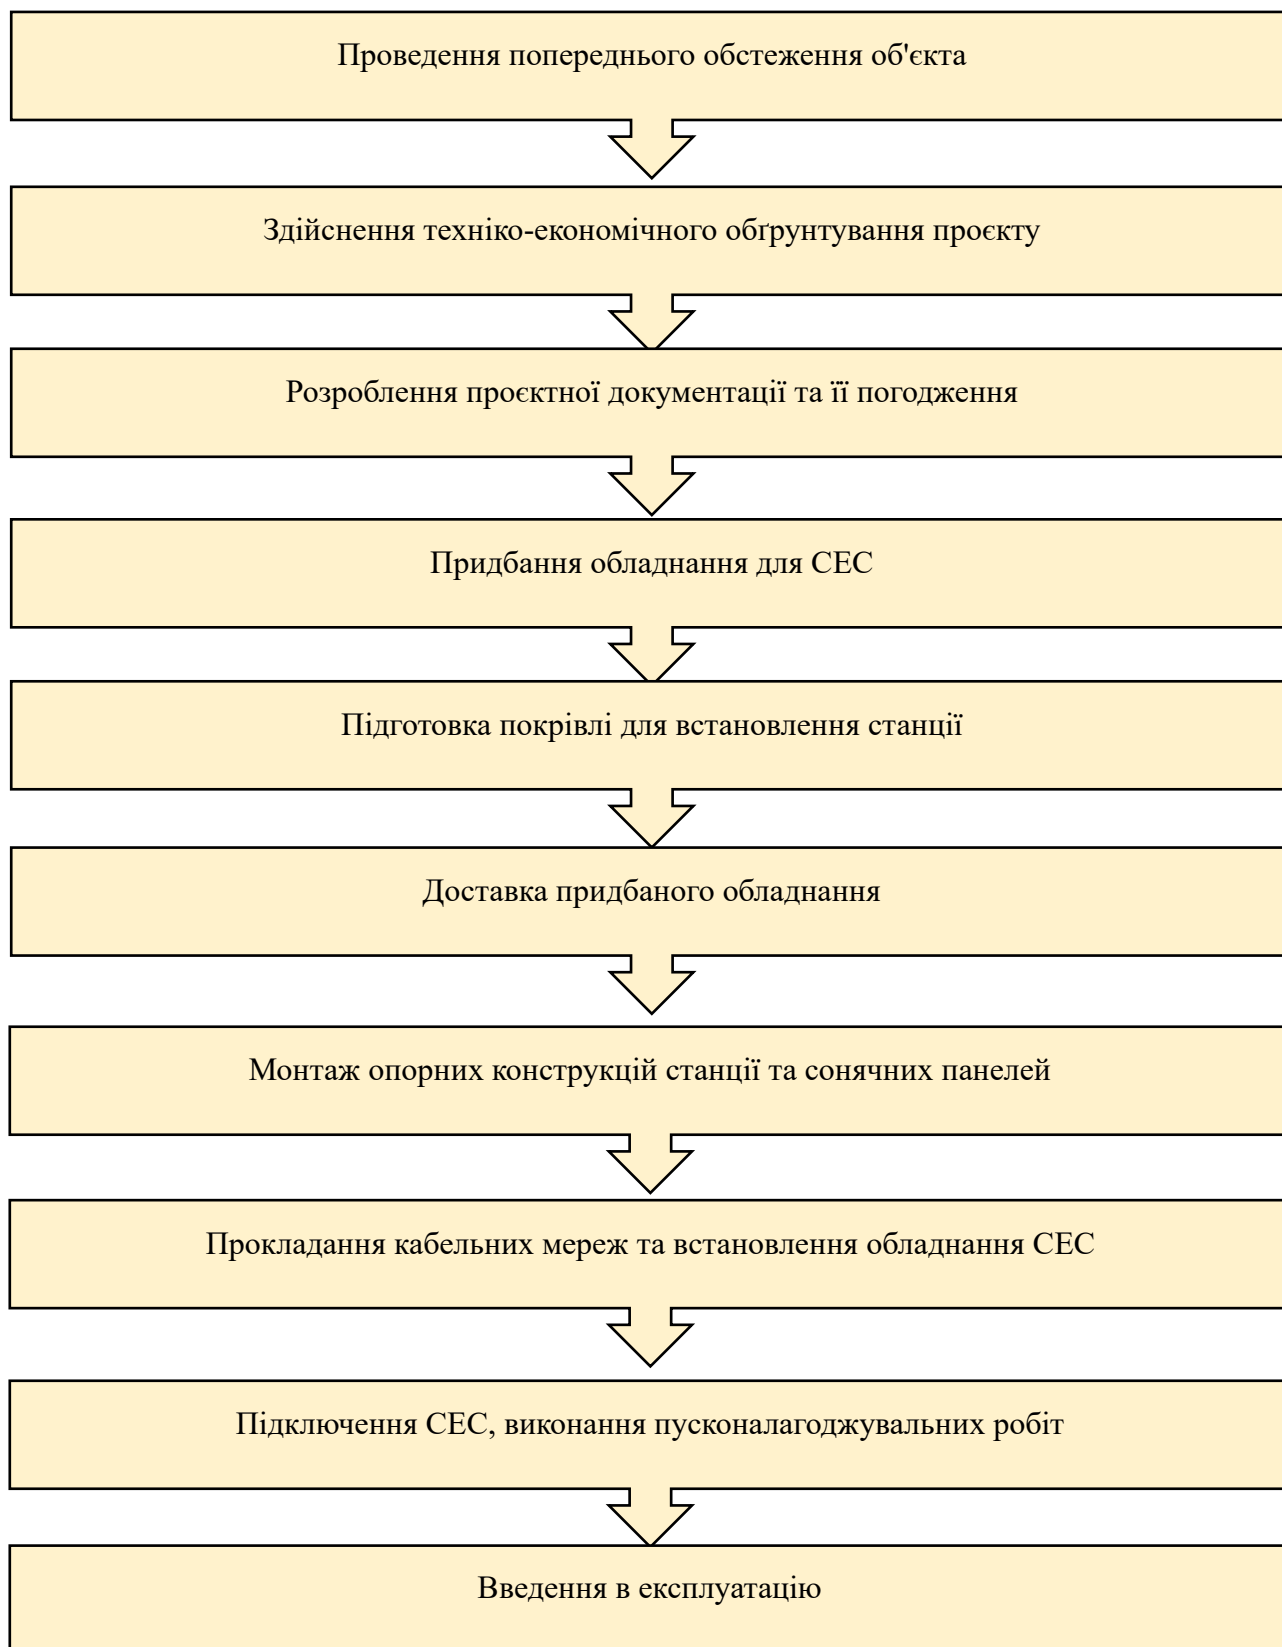 Проведення попереднього обстеження об'єкта
Здійснення техніко-економічного обґрунтування проєкту
Розроблення проєктної документації та її погодження
Придбання обладнання для СЕС
Підготовка покрівлі для встановлення станції
Доставка придбаного обладнання
Монтаж опорних конструкцій станції та сонячних панелей
Прокладання кабельних мереж та встановлення обладнання СЕС
Підключення СЕС, виконання пусконалагоджувальних робіт
Введення в експлуатацію